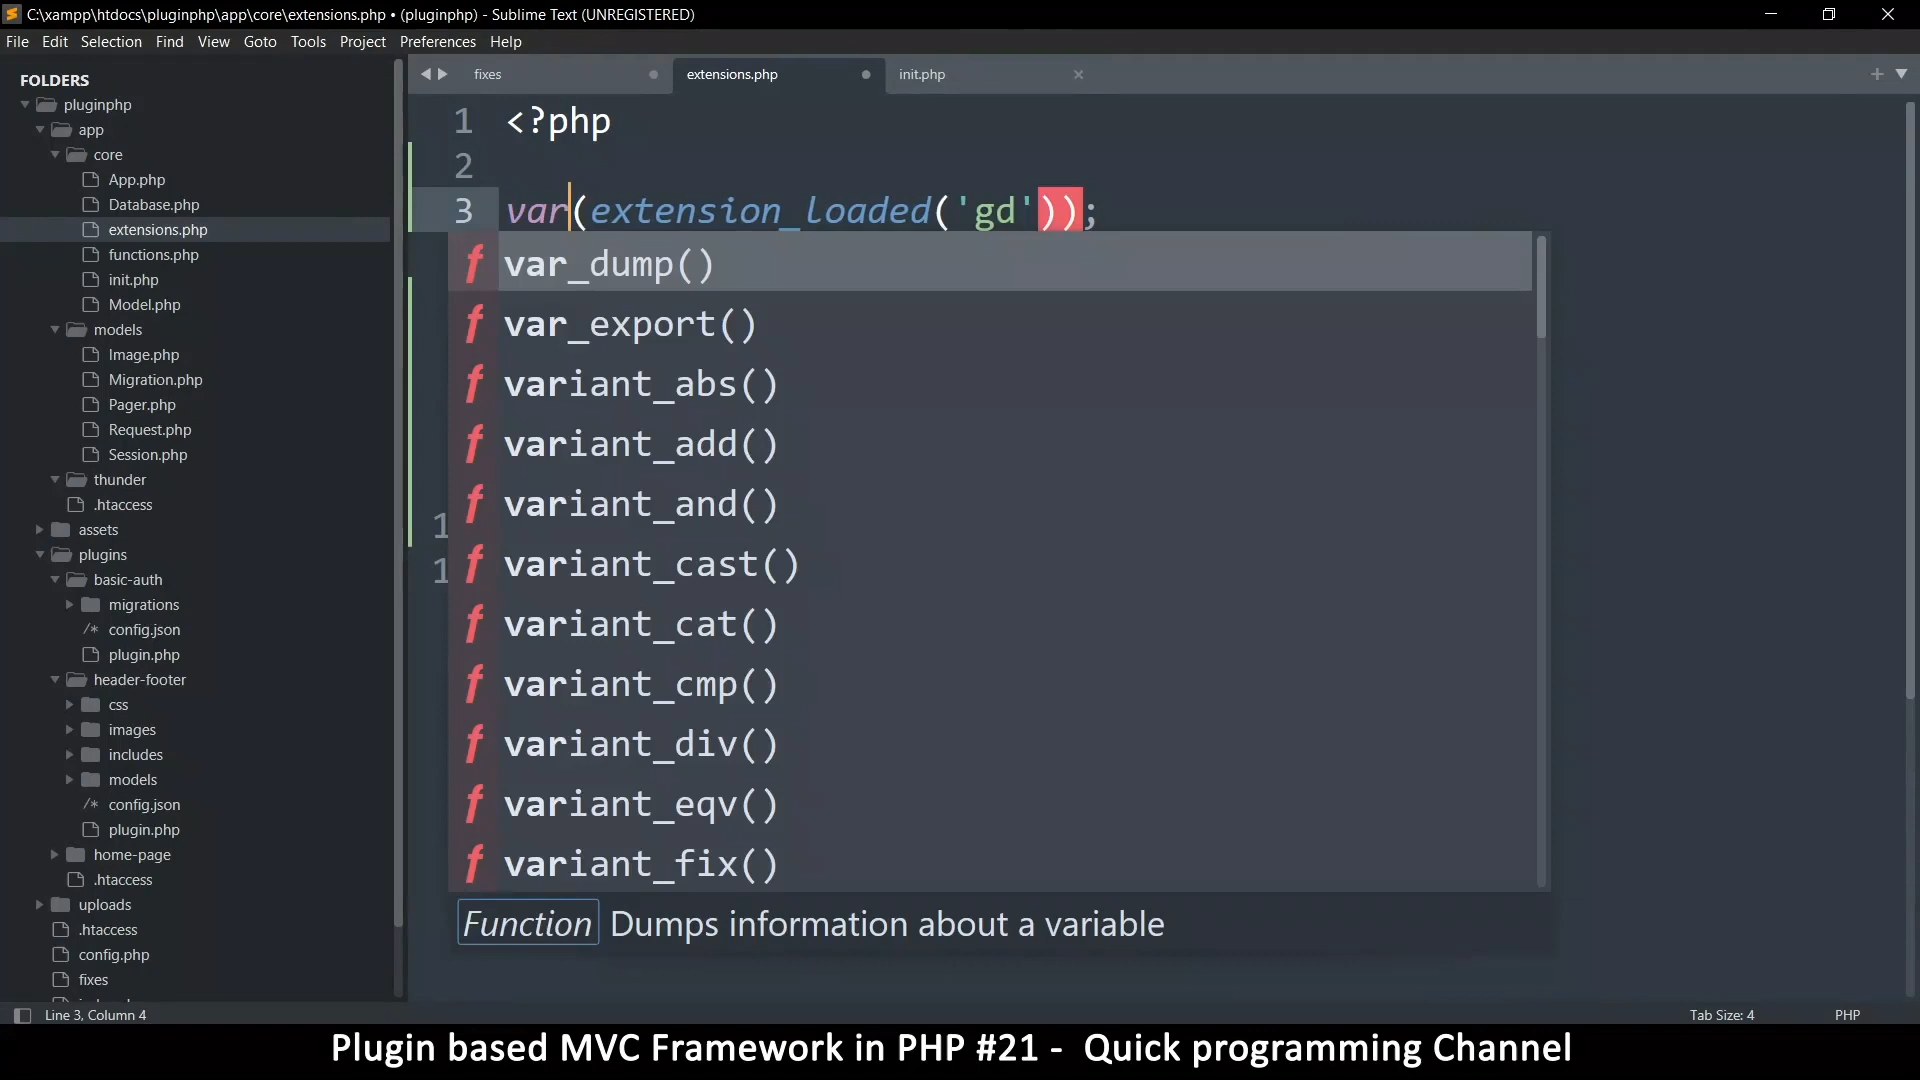 C:\xampp\htdocs\pluginphp\app\core\extensions.php • (pluginphp) - Sublime Text (UNREGISTERED)
File Edit Selection Find View Goto Tools Project Preferences Help
FOLDERS
pluginphp
app
core
App.php
Database.php
extensions.php
functions.php
init.php
Model.php
models
Image.php
Migration.php
Pager.php
Request.php
Session.php
thunder
.htaccess
assets
plugins
basic-auth
migrations
/* config.json
plugin.php
header-footer
css
images
includes
models
/* config.json
plugin.php
home-page
.htaccess
uploads
.htaccess
config.php
fixes
fixes extensions.php init.php
1 <?php
2
3 var(extension_loaded('gd'));
f var_dump()
f var_export()
f variant_abs()
f variant_add()
f variant_and()
f variant_cast()
f variant_cat()
f variant_cmp()
f variant_div()
f variant_eqv()
f variant_fix()
1
1
Function Dumps information about a variable
Line 3, Column 4 Tab Size: 4 PHP
Plugin based MVC Framework in PHP #21 - Quick programming Channel